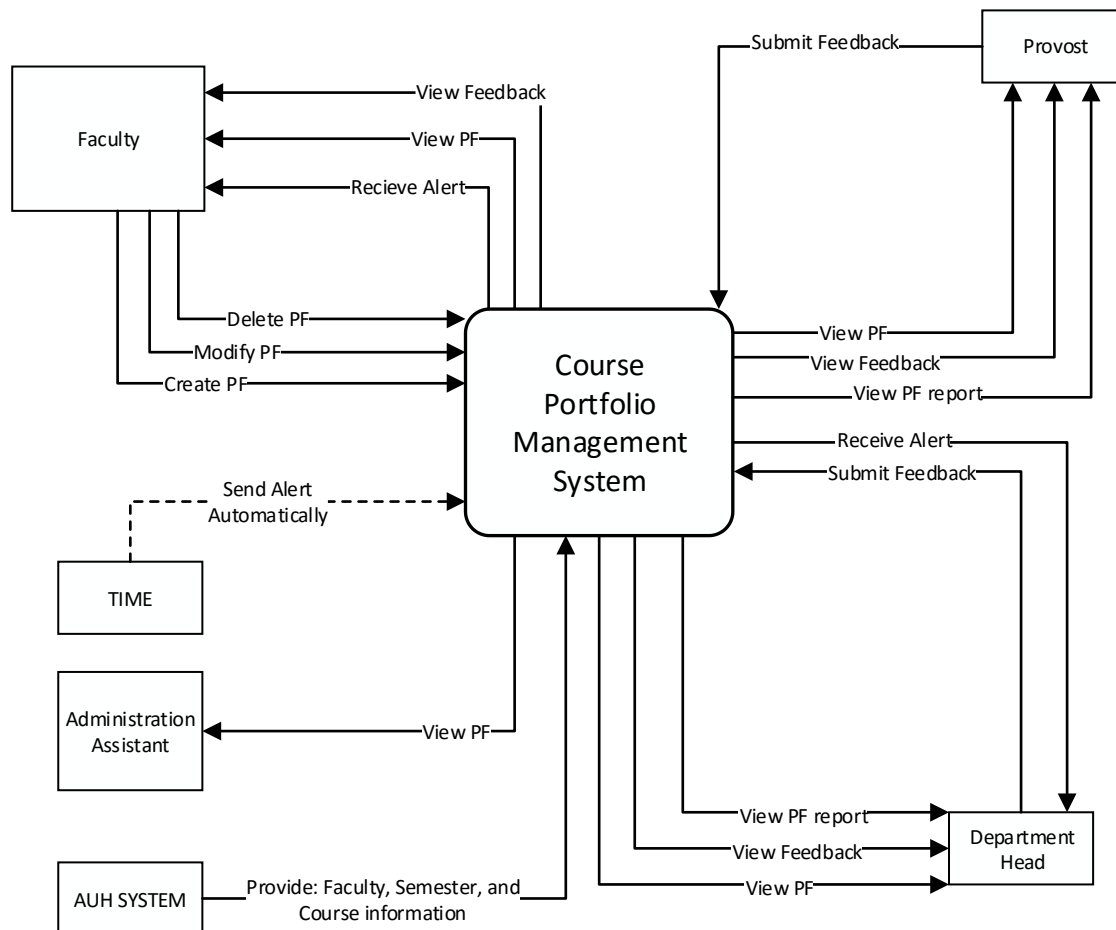 Submit Feedback
Provost
View Feedback
Faculty
View PF
Recieve Alert
Delete PF
Modify PF
Create PF
Course
Portfolio
Management
System
View PF
View Feedback
View PF report
Receive Alert
Submit Feedback
Send Alert
Automatically
TIME
Administration
Assistant
View PF
View PF report
View Feedback
View PF
Department
Head
AUH SYSTEM
Provide: Faculty, Semester, and
Course information